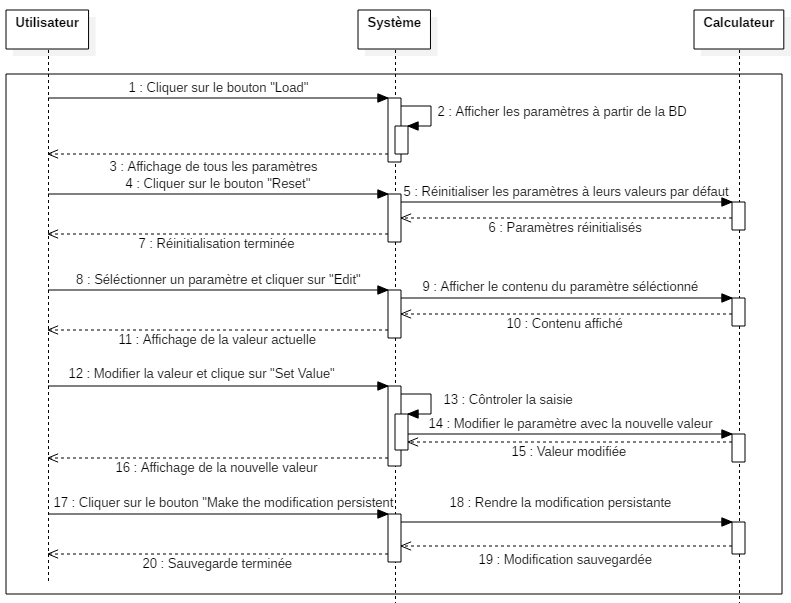 Utilisateur
Système
Calculateur
1 : Cliquer sur le bouton "Load"
2 : Afficher les paramètres à partir de la BD
3 : Affichage de tous les paramètres
4 : Cliquer sur le bouton "Reset"
5 : Réinitialiser les paramètres à leurs valeurs par défaut
6 : Paramètres réinitialisés
7 : Réinitialisation terminée
8 : Séléctionner un paramètre et cliquer sur "Edit"
9 : Afficher le contenu du paramètre séléctionné
10 : Contenu affiché
11 : Affichage de la valeur actuelle
12 : Modifier la valeur et clique sur "Set Value"
13 : Côntroler la saisie
14 : Modifier le paramètre avec la nouvelle valeur
15 : Valeur modifiée
16 : Affichage de la nouvelle valeur
17 : Cliquer sur le bouton "Make the modification persistent
18 : Rendre la modification persistante
19 : Modification sauvegardée
20 : Sauvegarde terminée